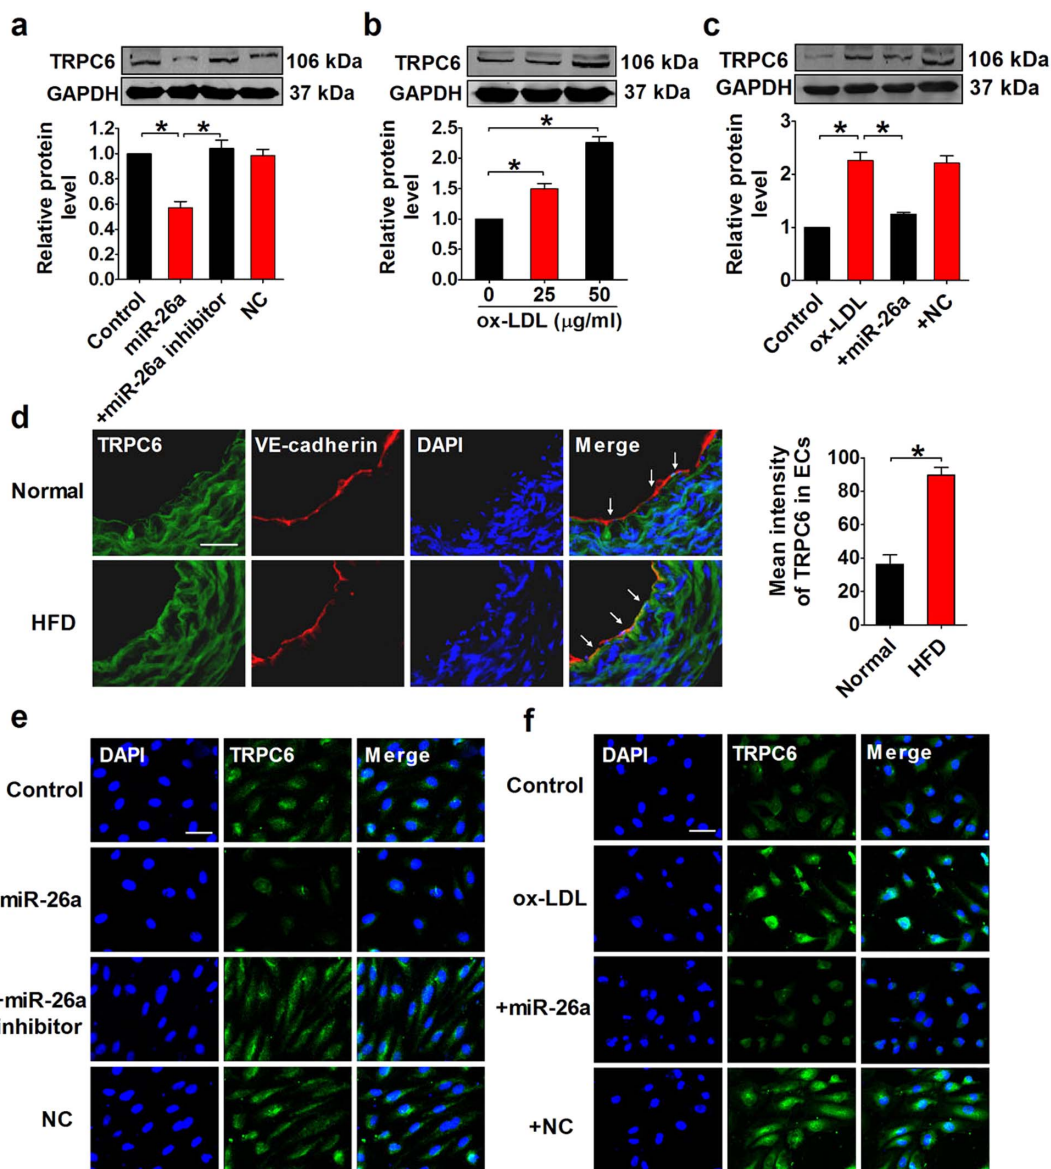 a
TRPC6
106 kDa
GAPDH
37 kDa
Relative protein
level
1.2
1.0
0.8
0.6
0.4
0.2
0.0
*
*
Control
miR-26a
+miR-26a inhibitor
NC
b
TRPC6
106 kDa
GAPDH
37 kDa
Relative protein
level
2.5
2.0
1.5
1.0
0.5
0.0
*
*
0 25 50
ox-LDL (μg/ml)
c
TRPC6
106 kDa
GAPDH
37 kDa
Relative protein
level
3
2
1
0
*
*
Control
ox-LDL
+miR-26a
+NC
d
TRPC6
VE-cadherin
DAPI
Merge
Normal
HFD
Mean intensity
of TRPC6 in ECs
100
80
60
40
20
0
*
Normal
HFD
e
DAPI
TRPC6
Merge
Control
miR-26a
+miR-26a
inhibitor
NC
f
DAPI
TRPC6
Merge
Control
ox-LDL
+miR-26a
+NC